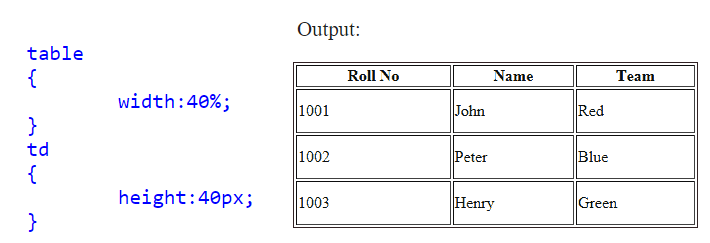 table
{
width:40%;
}
td
{
height:40px;
}
Output:
Roll No Name Team
1001 John Red
1002 Peter Blue
1003 Henry Green